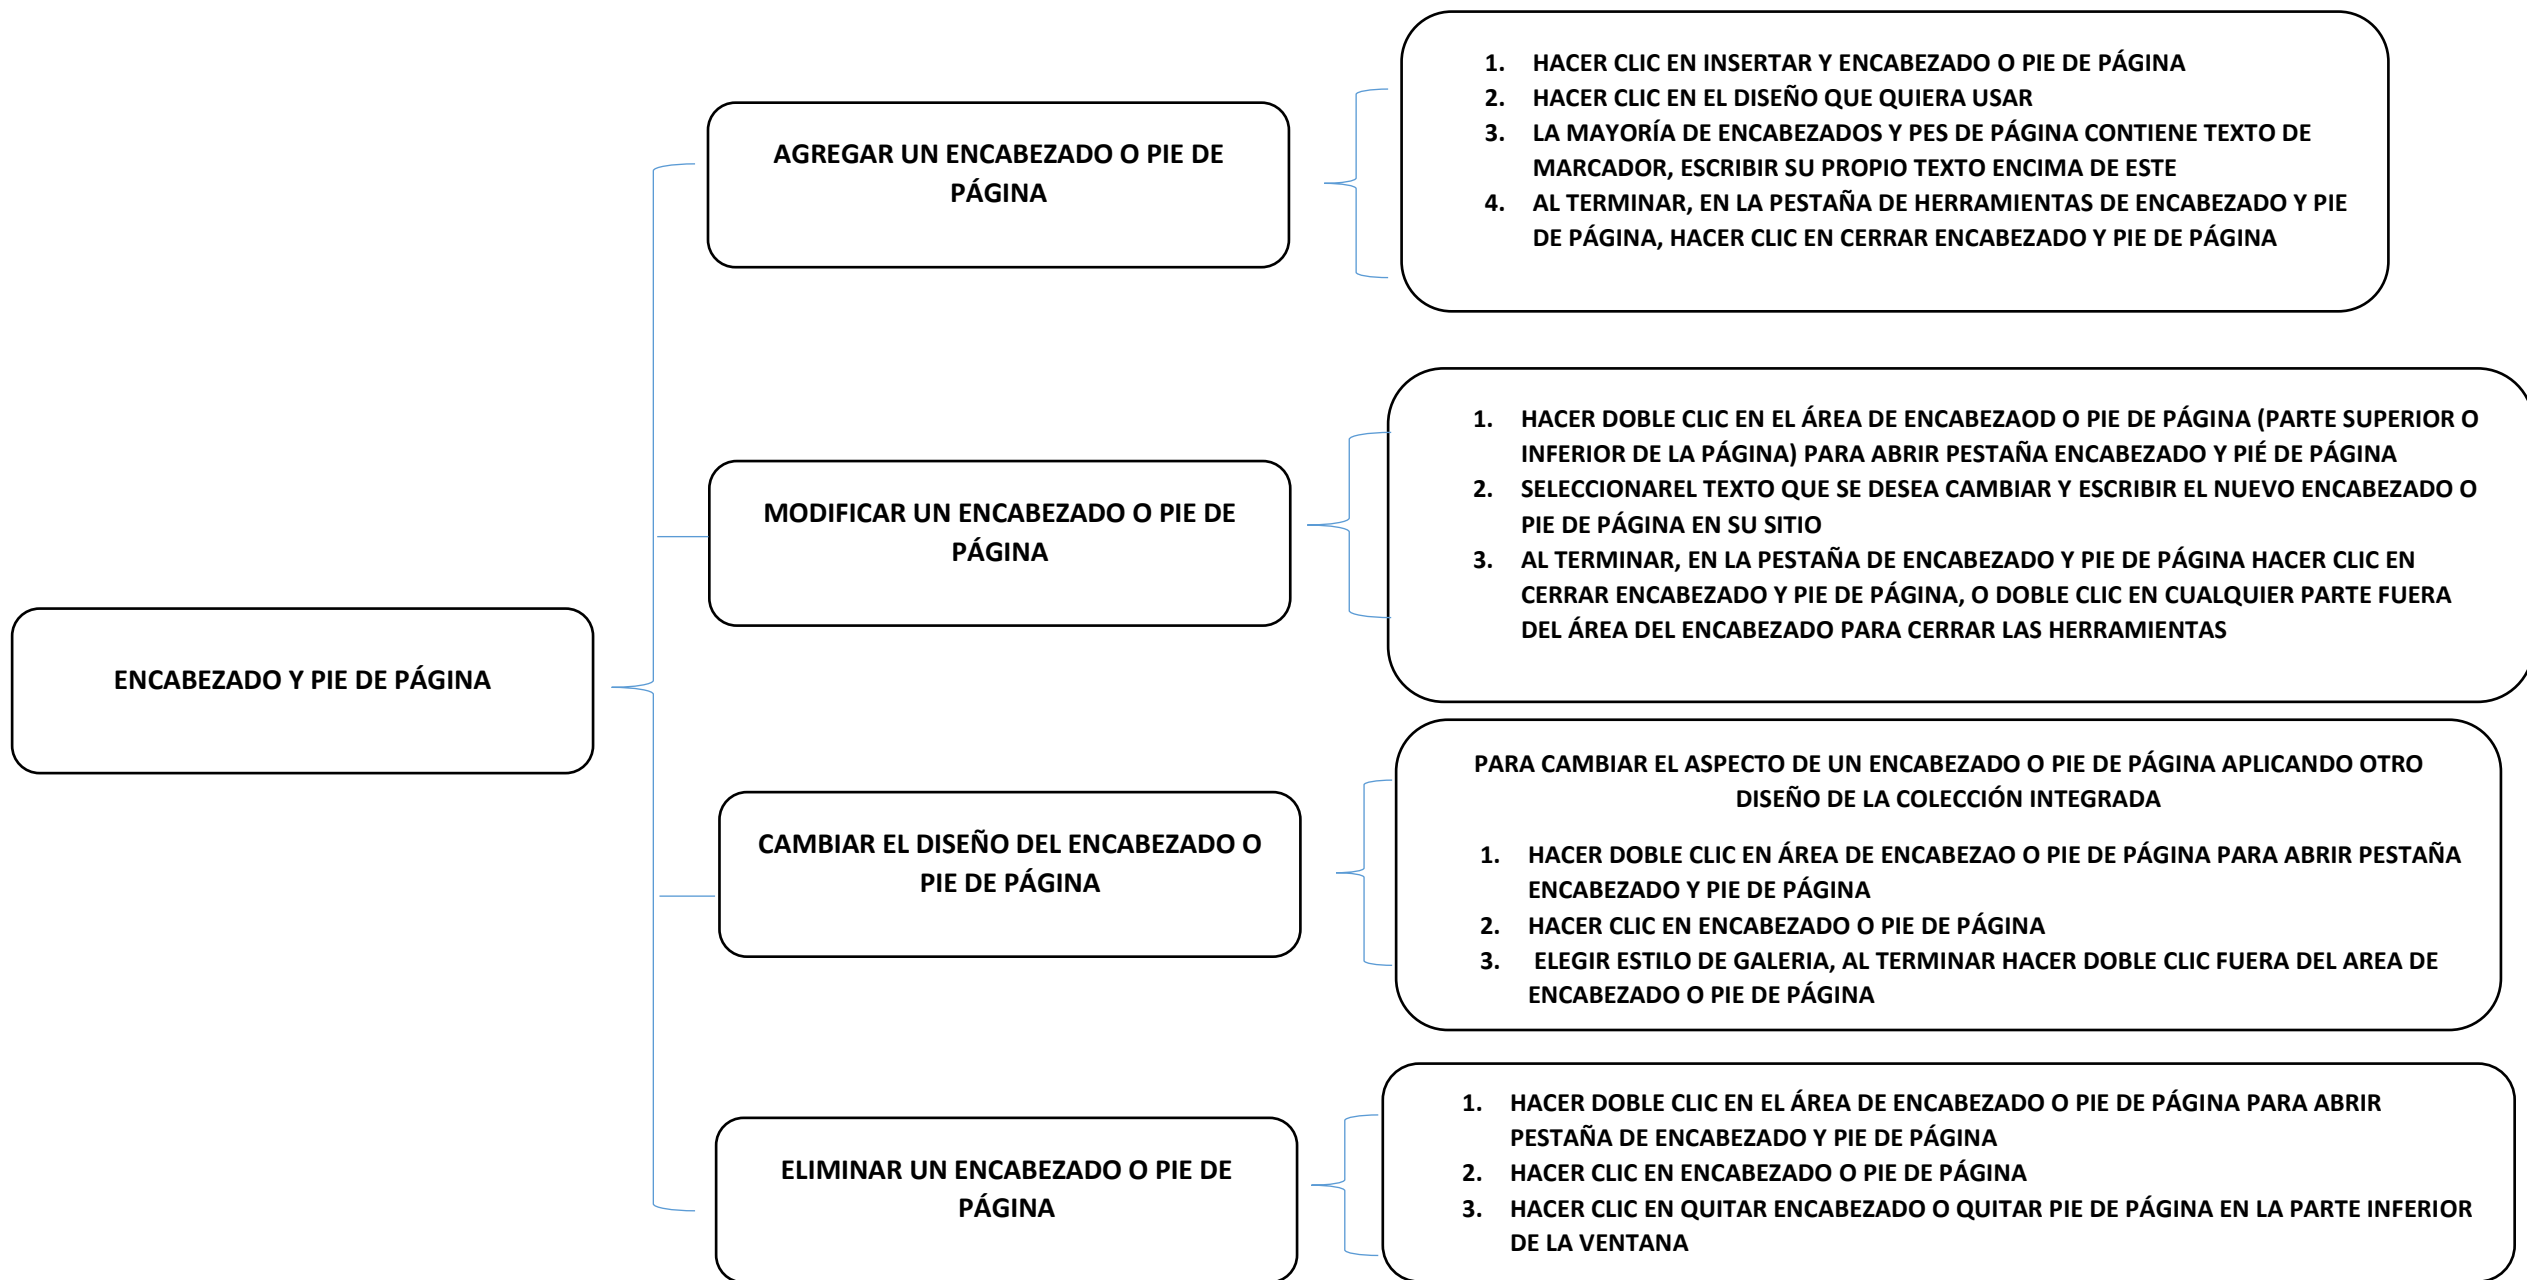 ENCABEZADO Y PIE DE PÁGINA
AGREGAR UN ENCABEZADO O PIE DE
PÁGINA
1. HACER CLIC EN INSERTAR Y ENCABEZADO O PIE DE PÁGINA
2. HACER CLIC EN EL DISEÑO QUE QUIERA USAR
3. LA MAYORÍA DE ENCABEZADOS Y PES DE PÁGINA CONTIENE TEXTO DE
MARCADOR, ESCRIBIR SU PROPIO TEXTO ENCIMA DE ESTE
4. AL TERMINAR, EN LA PESTAÑA DE HERRAMIENTAS DE ENCABEZADO Y PIE
DE PÁGINA, HACER CLIC EN CERRAR ENCABEZADO Y PIE DE PÁGINA
MODIFICAR UN ENCABEZADO O PIE DE
PÁGINA
1. HACER DOBLE CLIC EN EL ÁREA DE ENCABEZAOD O PIE DE PÁGINA (PARTE SUPERIOR O
INFERIOR DE LA PÁGINA) PARA ABRIR PESTAÑA ENCABEZADO Y PIÉ DE PÁGINA
2. SELECCIONAREL TEXTO QUE SE DESEA CAMBIAR Y ESCRIBIR EL NUEVO ENCABEZADO O
PIE DE PÁGINA EN SU SITIO
3. AL TERMINAR, EN LA PESTAÑA DE ENCABEZADO Y PIE DE PÁGINA HACER CLIC EN
CERRAR ENCABEZADO Y PIE DE PÁGINA, O DOBLE CLIC EN CUALQUIER PARTE FUERA
DEL ÁREA DEL ENCABEZADO PARA CERRAR LAS HERRAMIENTAS
CAMBIAR EL DISEÑO DEL ENCABEZADO O
PIE DE PÁGINA
PARA CAMBIAR EL ASPECTO DE UN ENCABEZADO O PIE DE PÁGINA APLICANDO OTRO
DISEÑO DE LA COLECCIÓN INTEGRADA
1. HACER DOBLE CLIC EN ÁREA DE ENCABEZAO O PIE DE PÁGINA PARA ABRIR PESTAÑA
ENCABEZADO Y PIE DE PÁGINA
2. HACER CLIC EN ENCABEZADO O PIE DE PÁGINA
3. ELEGIR ESTILO DE GALERIA, AL TERMINAR HACER DOBLE CLIC FUERA DEL AREA DE
ENCABEZADO O PIE DE PÁGINA
ELIMINAR UN ENCABEZADO O PIE DE
PÁGINA
1. HACER DOBLE CLIC EN EL ÁREA DE ENCABEZADO O PIE DE PÁGINA PARA ABRIR
PESTAÑA DE ENCABEZADO Y PIE DE PÁGINA
2. HACER CLIC EN ENCABEZADO O PIE DE PÁGINA
3. HACER CLIC EN QUITAR ENCABEZADO O QUITAR PIE DE PÁGINA EN LA PARTE INFERIOR
DE LA VENTANA